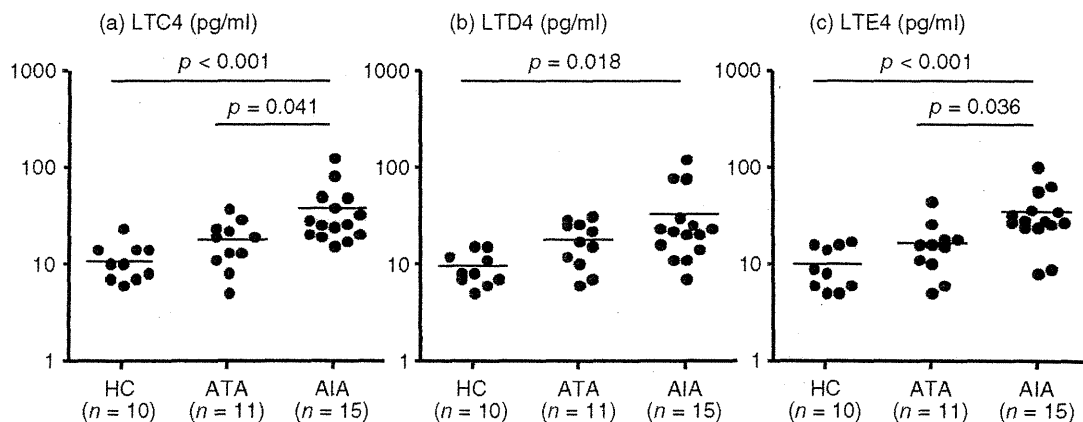 (a) LTC4 (pg/ml)
1000
100
10
1
p < 0.001
p = 0.041
HC
(n = 10)
ATA
(n = 11)
AIA
(n = 15)
(b) LTD4 (pg/ml)
1000
100
10
1
p = 0.018
HC
(n = 10)
ATA
(n = 11)
AIA
(n = 15)
(c) LTE4 (pg/ml)
1000
100
10
1
p < 0.001
p = 0.036
HC
(n = 10)
ATA
(n = 11)
AIA
(n = 15)